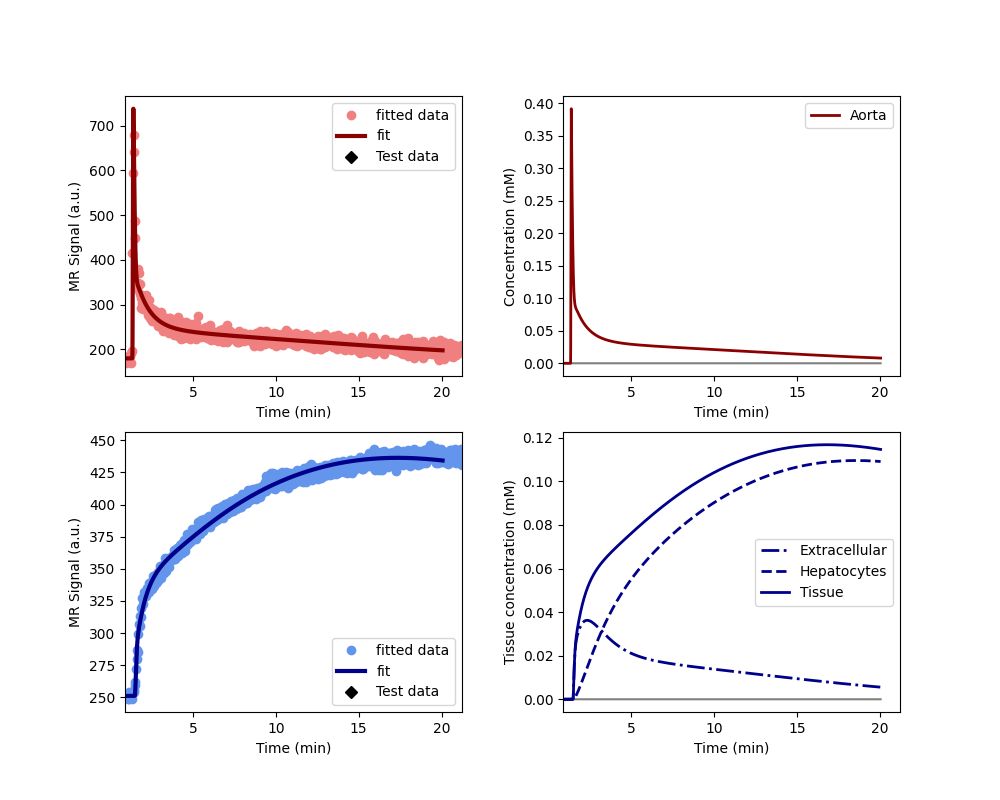 700
600
500
400
300
200
MR Signal (a.u.)
fitted data
fit
Test data
5
10
15
20
Time (min)
0.40
0.35
0.30
0.25
0.20
0.15
0.10
0.05
0.00
Concentration (mM)
Aorta
5
10
15
20
Time (min)
450
425
400
375
350
325
300
275
250
MR Signal (a.u.)
fitted data
fit
Test data
5
10
15
20
Time (min)
0.12
0.10
0.08
0.06
0.04
0.02
0.00
Tissue concentration (mM)
Extracellular
Hepatocytes
Tissue
5
10
15
20
Time (min)